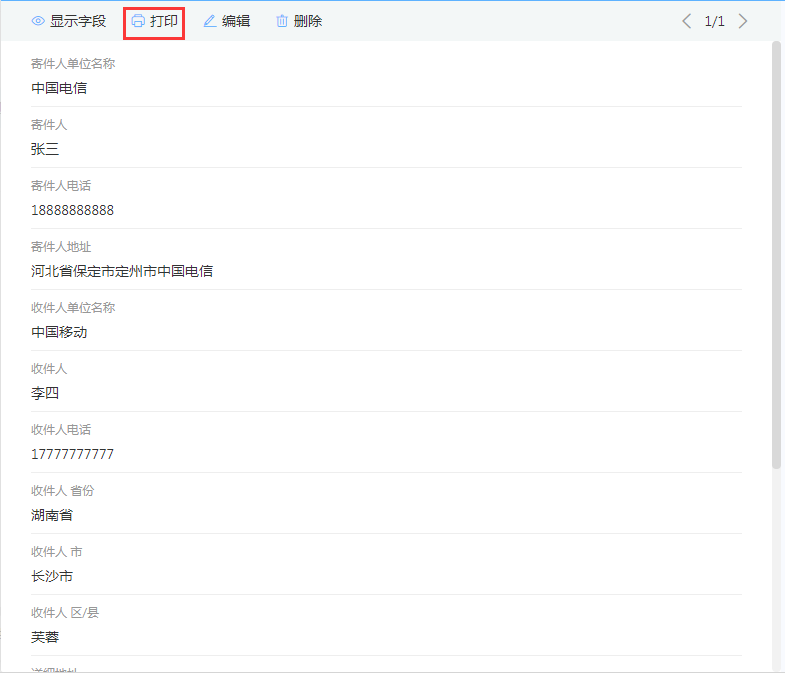 显示字段 打印 编辑 删除 1/1
寄件人单位名称
中国电信
寄件人
张三
寄件人电话
18888888888
寄件人地址
河北省保定市定州市中国电信
收件人单位名称
中国移动
收件人
李四
收件人电话
17777777777
收件人 省份
湖南省
收件人 市
长沙市
收件人 区/县
芙蓉
详细地址